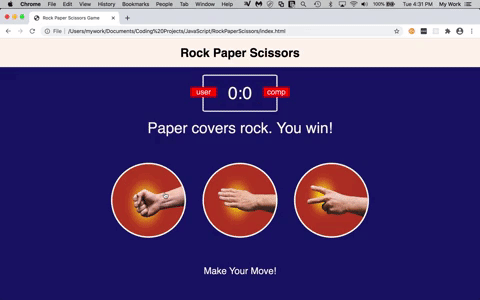 Chrome File Edit View History Bookmarks People Tab Window Help
100% Tue 4:31 PM My Work
Rock Paper Scissors Game
File /Users/mywork/Documents/Coding%20Projects/JavaScript/RockPaperScissors/index.html
Rock Paper Scissors
user 0:0 comp
Paper covers rock. You win!
Make Your Move!